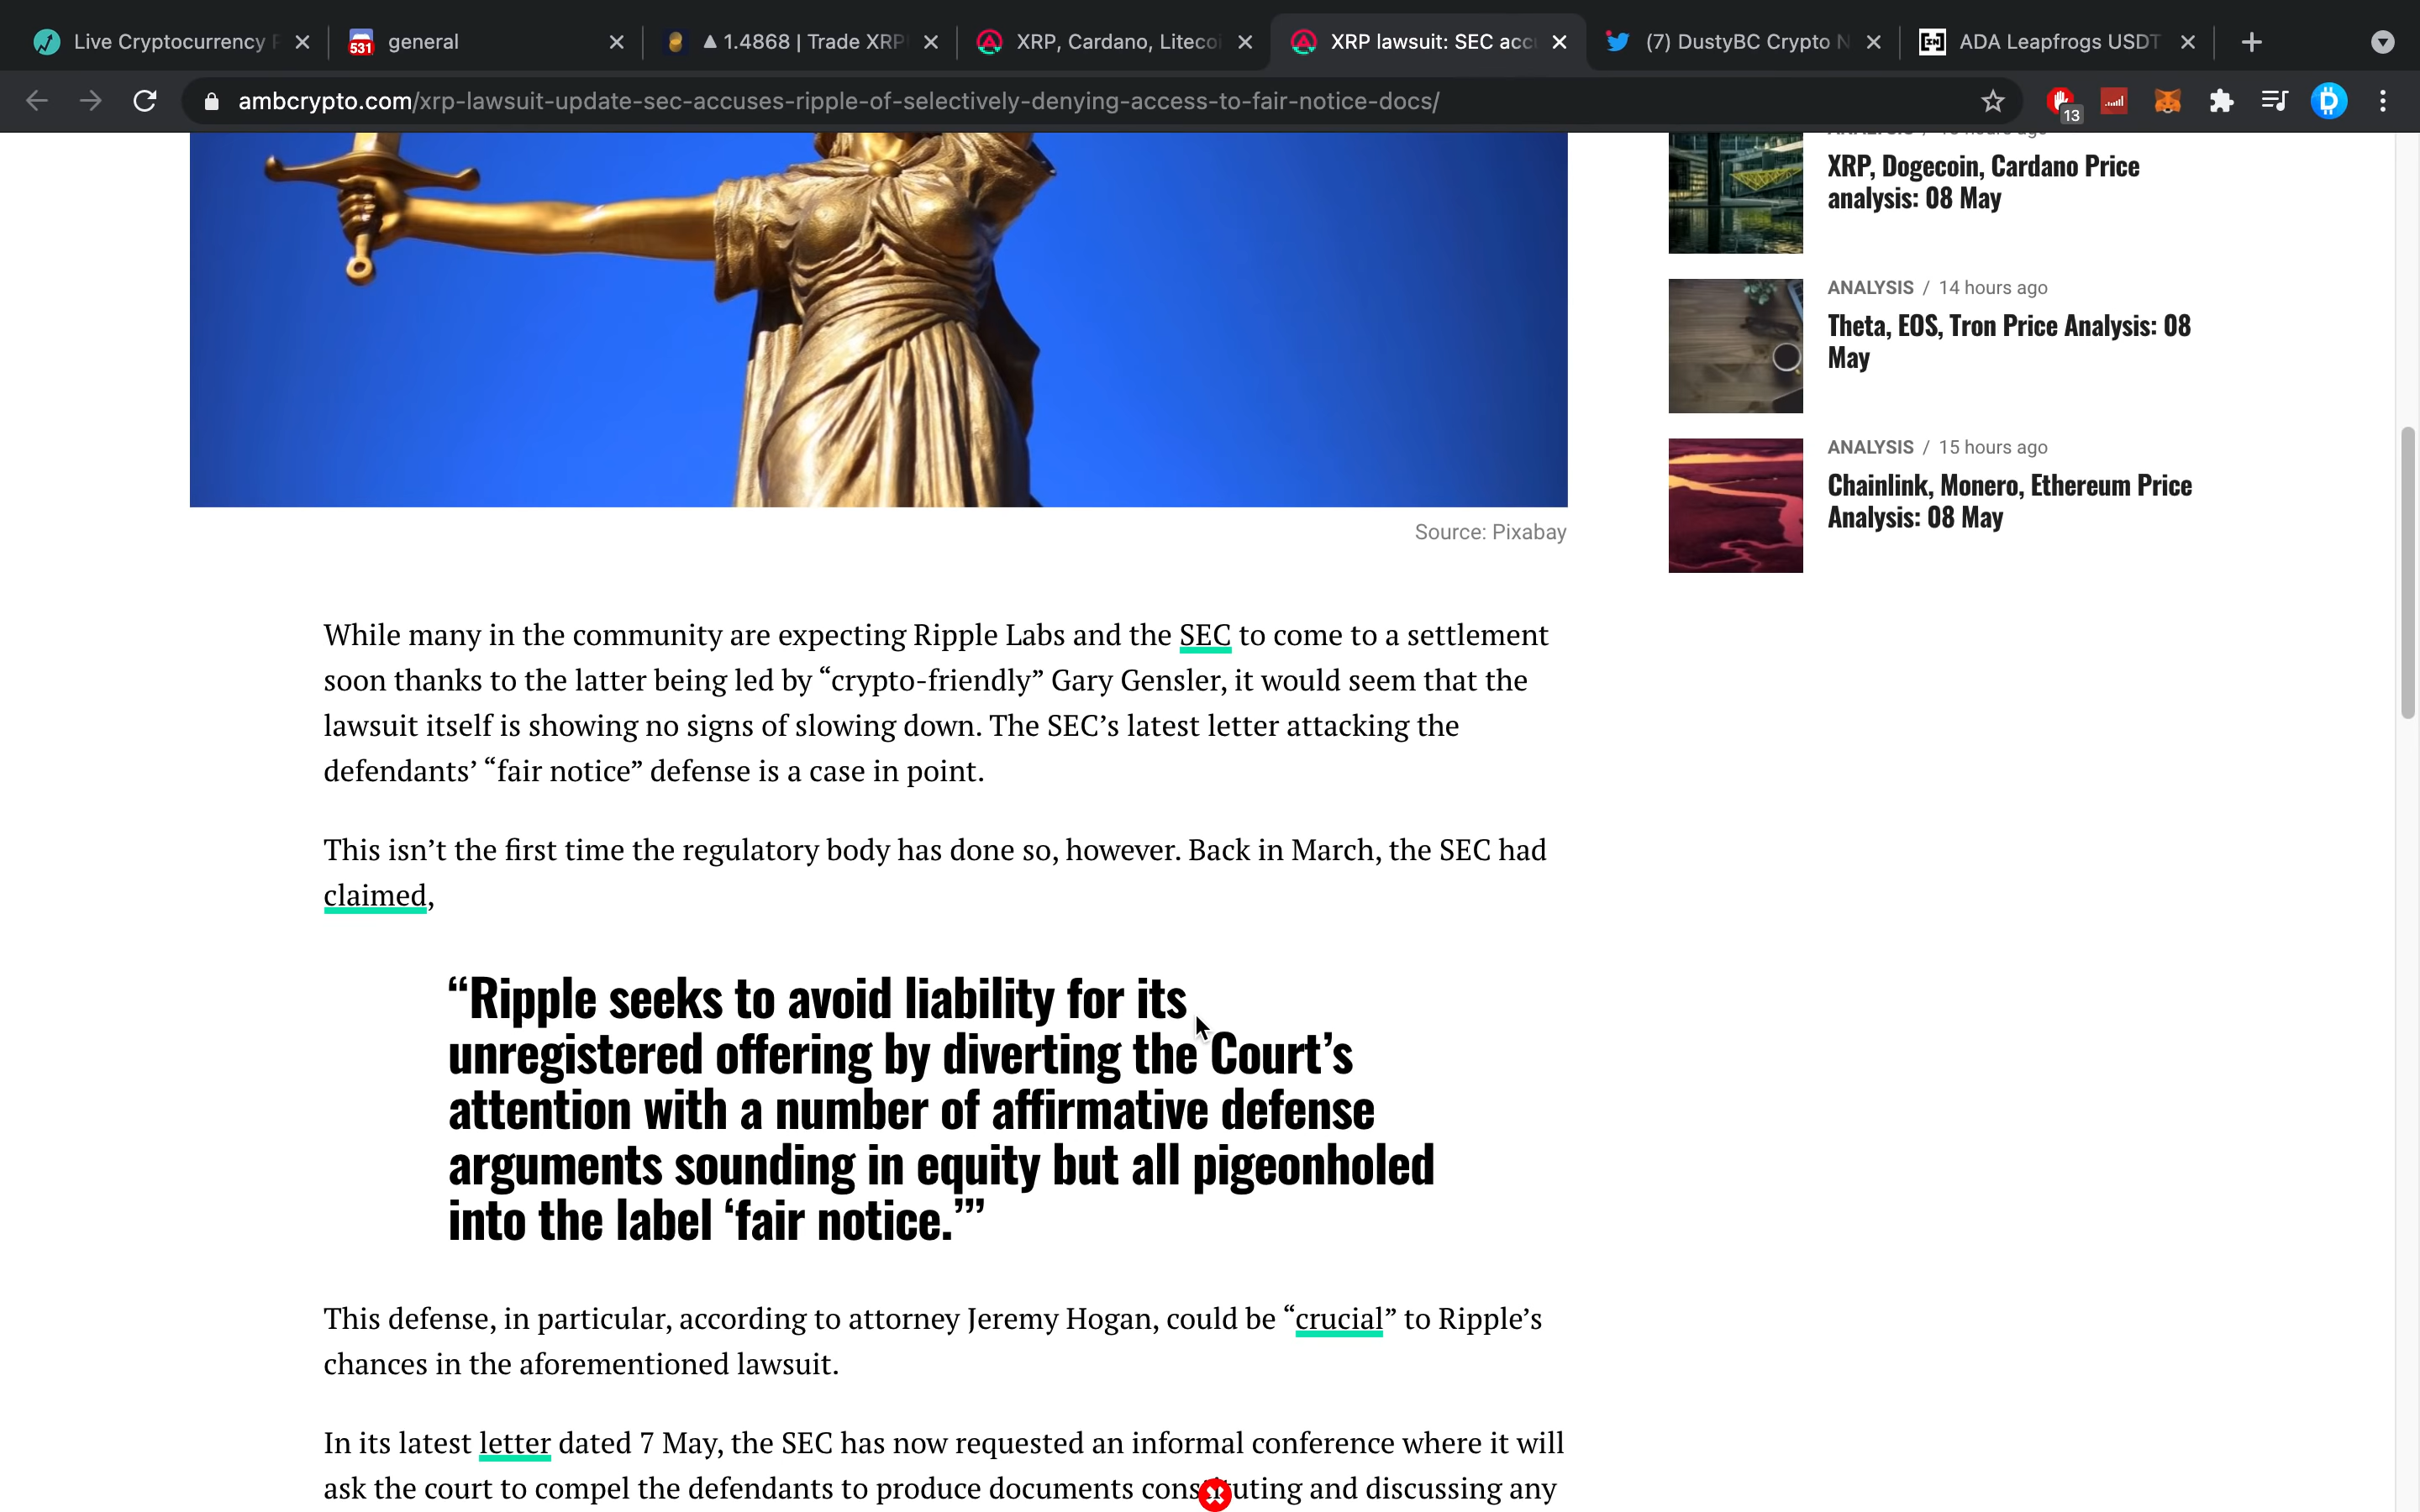 Live Cryptocurrency P
531
general
▲ 1.4868 | Trade XRP
XRP, Cardano, Liteco
XRP lawsuit: SEC acc
(7) DustyBC Crypto N
ADA Leapfrogs USDT
ambcrypto.com/xrp-lawsuit-update-sec-accuses-ripple-of-selectively-denying-access-to-fair-notice-docs/
13
XRP, Dogecoin, Cardano Price
analysis: 08 May
ANALYSIS / 14 hours ago
Theta, EOS, Tron Price Analysis: 08
May
ANALYSIS / 15 hours ago
Chainlink, Monero, Ethereum Price
Analysis: 08 May
Source: Pixabay
While many in the community are expecting Ripple Labs and the SEC to come to a settlement
soon thanks to the latter being led by “crypto-friendly” Gary Gensler, it would seem that the
lawsuit itself is showing no signs of slowing down. The SEC’s latest letter attacking the
defendants’ “fair notice” defense is a case in point.
This isn’t the first time the regulatory body has done so, however. Back in March, the SEC had
claimed,
“Ripple seeks to avoid liability for its
unregistered offering by diverting the Court’s
attention with a number of affirmative defense
arguments sounding in equity but all pigeonholed
into the label ‘fair notice.’”
This defense, in particular, according to attorney Jeremy Hogan, could be “crucial” to Ripple’s
chances in the aforementioned lawsuit.
In its latest letter dated 7 May, the SEC has now requested an informal conference where it will
ask the court to compel the defendants to produce documents constituting and discussing any